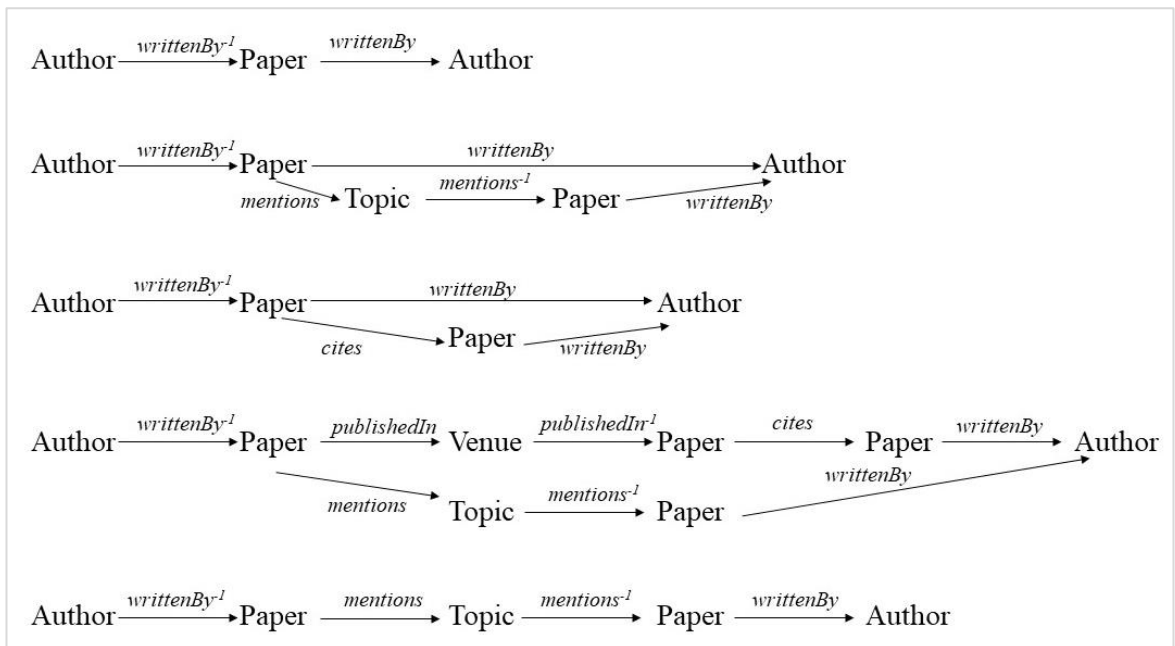 writtenBy⁻¹ writtenBy
Author Paper Author
writtenBy⁻¹ writtenBy
Author Paper Author
mentions Topic mentions⁻¹ Paper writtenBy
writtenBy⁻¹ writtenBy
Author Paper Author
cites Paper writtenBy
writtenBy⁻¹ publishedIn publishedIn⁻¹ cites writtenBy
Author Paper Venue Paper Paper Author
writtenBy
mentions Topic mentions⁻¹ Paper
writtenBy⁻¹ mentions mentions⁻¹ writtenBy
Author Paper Topic Paper Author